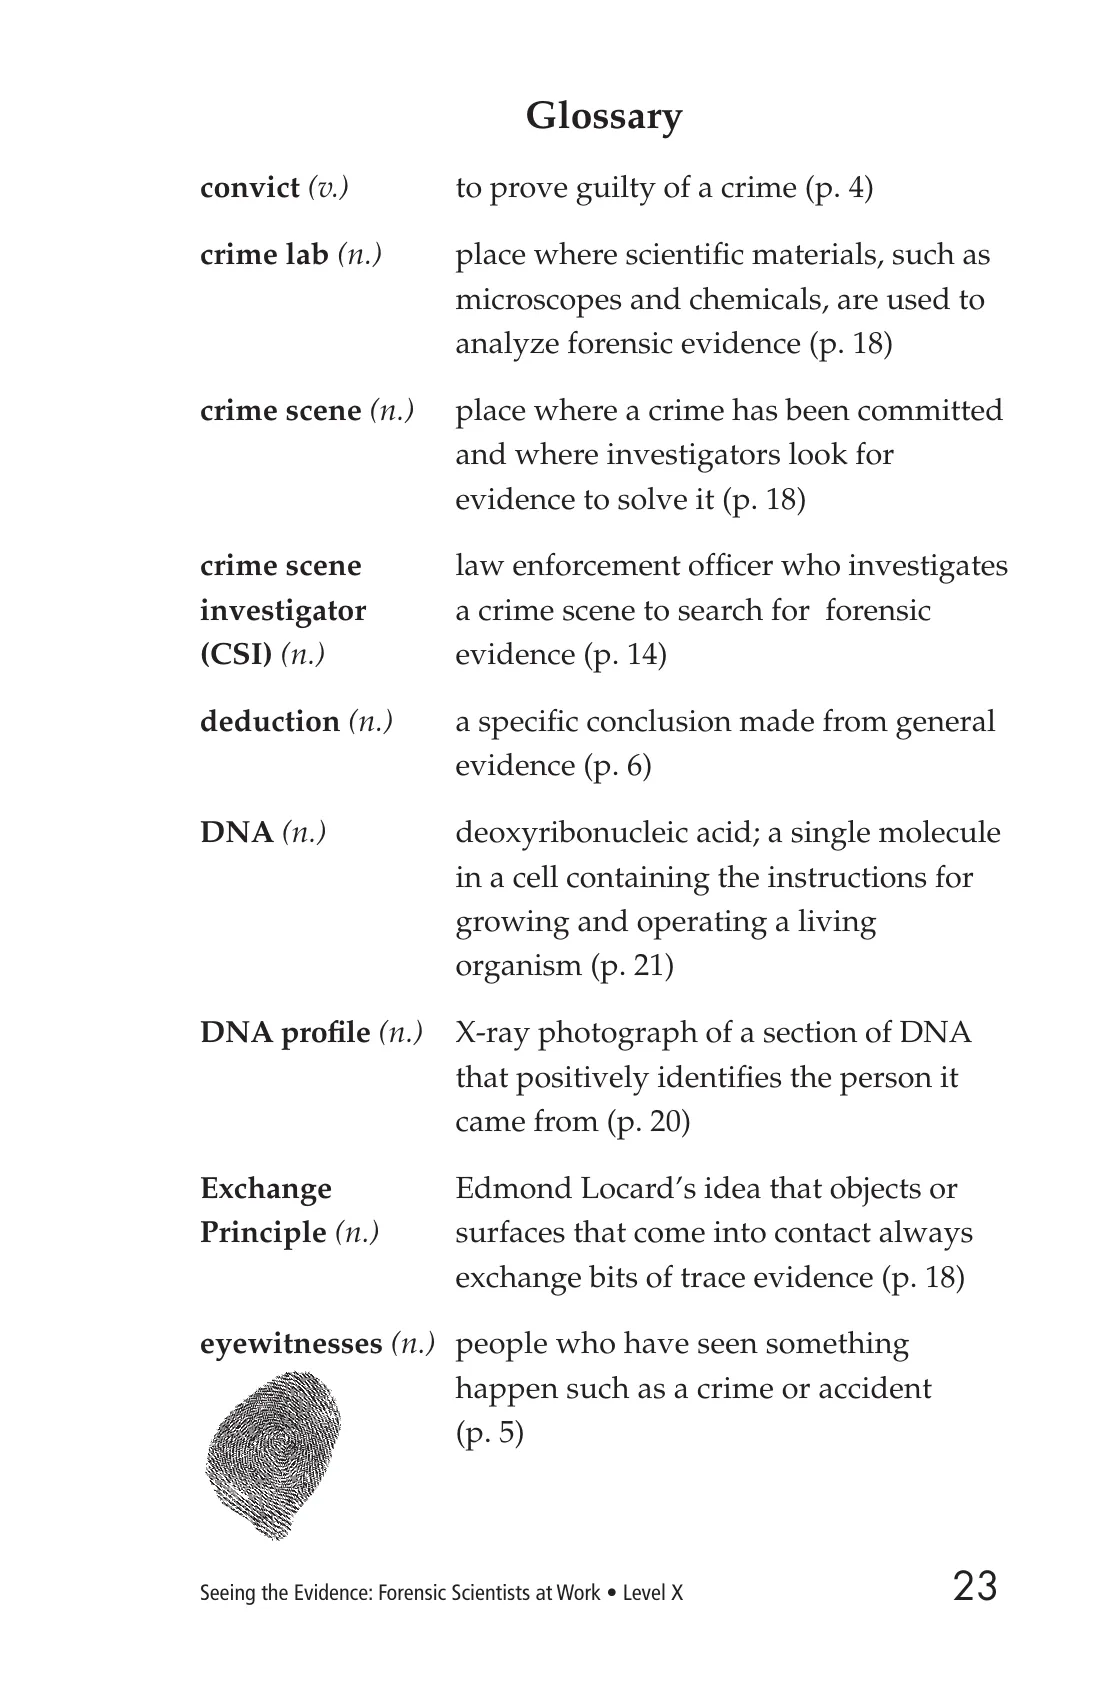 Glossary
convict (v.) to prove guilty of a crime (p. 4)
crime lab (n.) place where scientific materials, such as
microscopes and chemicals, are used to
analyze forensic evidence (p. 18)
crime scene (n.) place where a crime has been committed
and where investigators look for
evidence to solve it (p. 18)
crime scene law enforcement officer who investigates
investigator a crime scene to search for  forensic
(CSI) (n.) evidence (p. 14)
deduction (n.) a specific conclusion made from general
evidence (p. 6)
DNA (n.) deoxyribonucleic acid; a single molecule
in a cell containing the instructions for
growing and operating a living
organism (p. 21)
DNA profile (n.) X-ray photograph of a section of DNA
that positively identifies the person it
came from (p. 20)
Exchange Edmond Locard’s idea that objects or
Principle (n.) surfaces that come into contact always
exchange bits of trace evidence (p. 18)
eyewitnesses (n.) people who have seen something
happen such as a crime or accident
(p. 5)
Seeing the Evidence: Forensic Scientists at Work • Level X 23